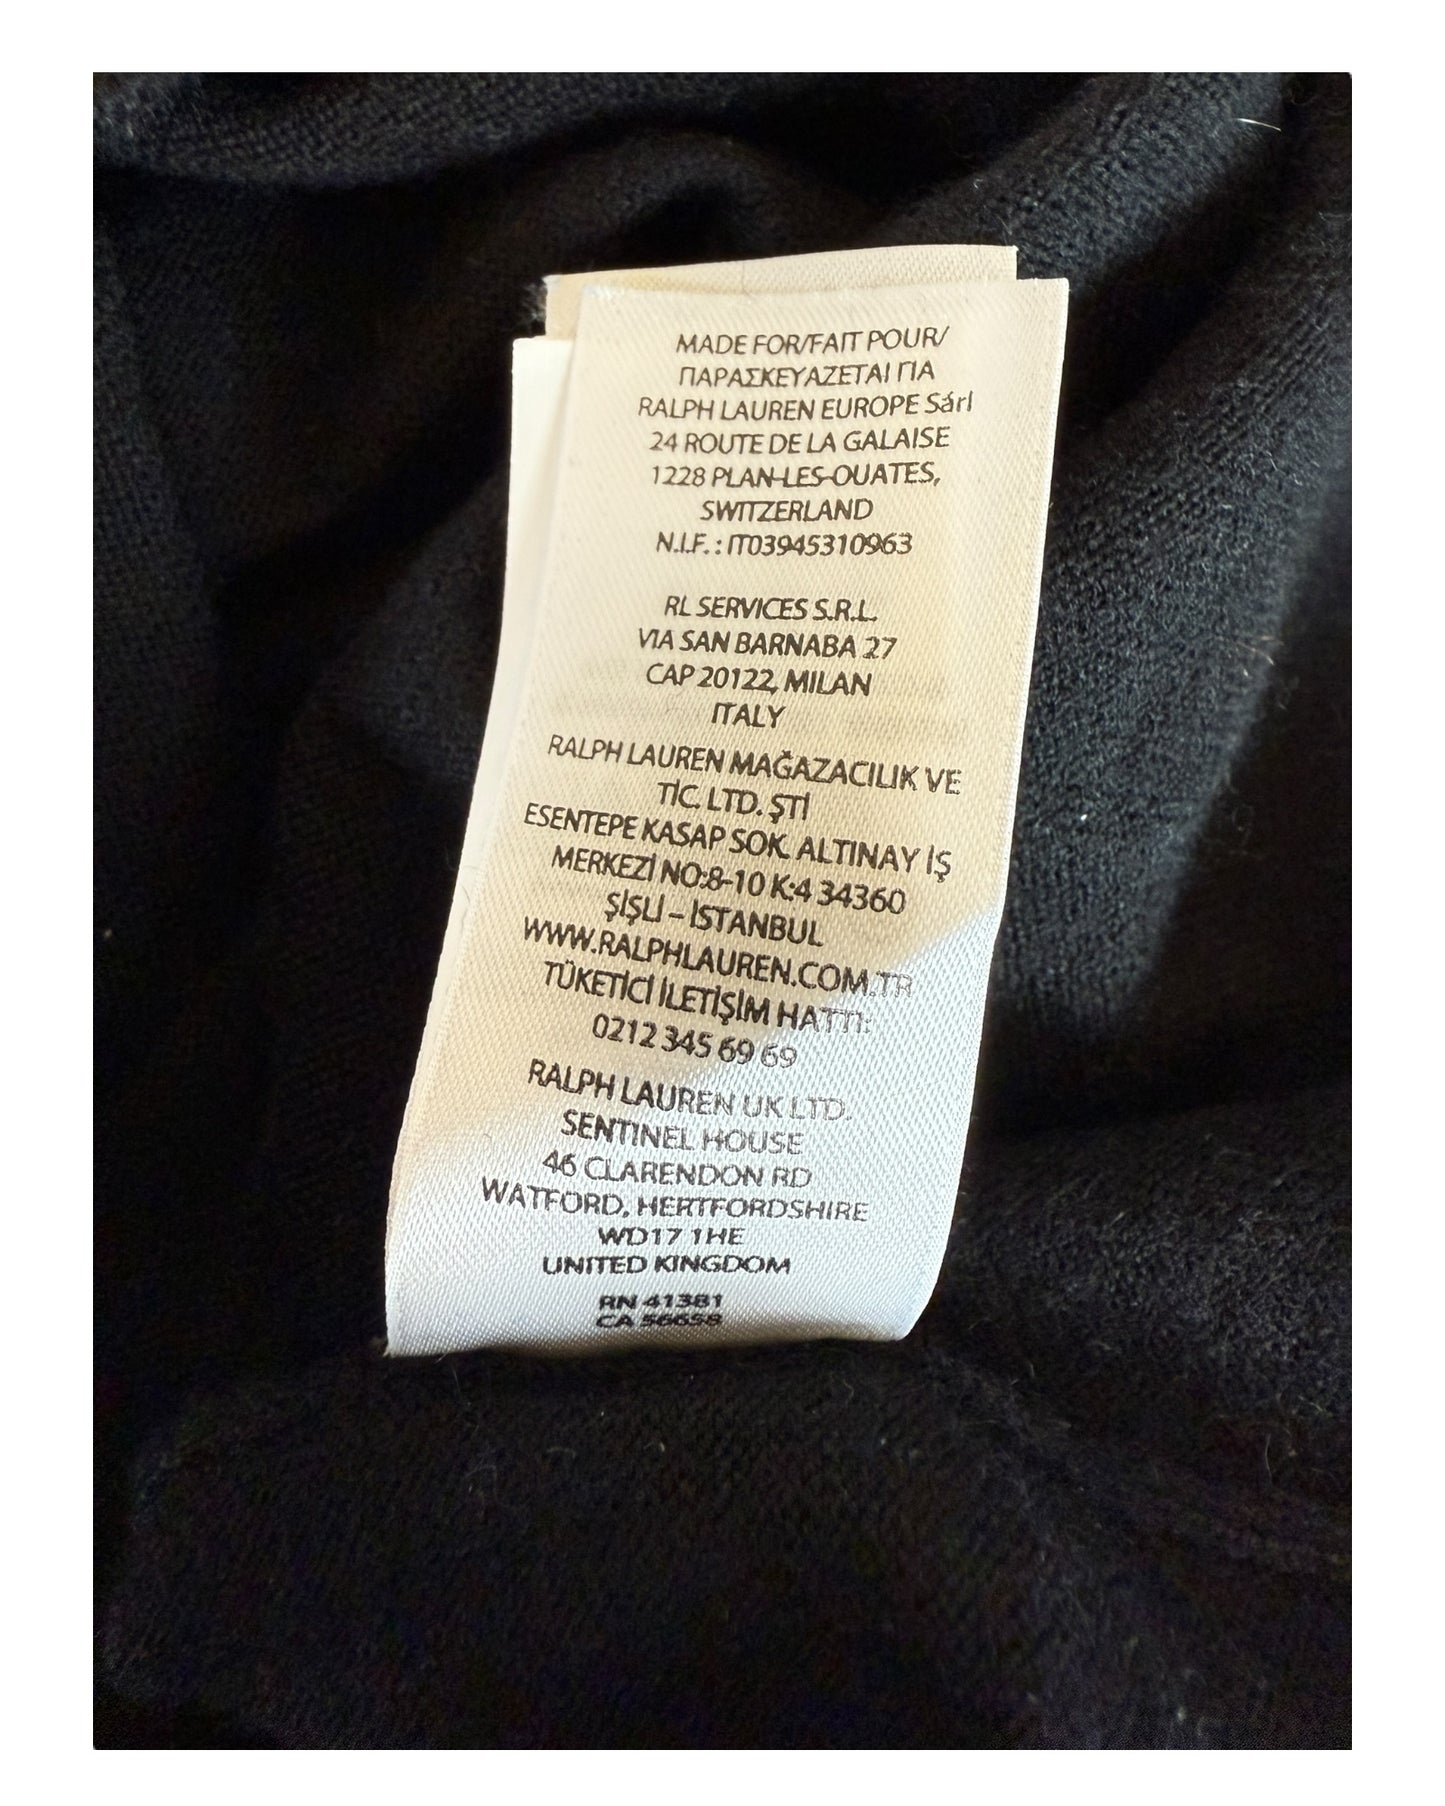 MADE FOR/FAIT POUR/
ΠΑΡΑΣΚΕΥΑΖΕΤΑΙ ΓΙΑ
RALPH LAUREN EUROPE Sárl
24 ROUTE DE LA GALAISE
1228 PLAN-LES-OUATES,
SWITZERLAND
N.I.F. : IT03945310963
RL SERVICES S.R.L.
VIA SAN BARNABA 27
CAP 20122, MILAN
ITALY
RALPH LAUREN MAĞAZACILIK VE
TİC. LTD. ŞTİ
ESENTEPE KASAP SOK. ALTINAY İŞ
MERKEZİ NO:8-10 K:4 34360
ŞİŞLİ – İSTANBUL
WWW.RALPHLAUREN.COM.TR
TÜKETİCİ İLETİŞİM HATTI:
0212 345 69 69
RALPH LAUREN UK LTD.
SENTINEL HOUSE
46 CLARENDON RD
WATFORD, HERTFORDSHIRE
WD17 1HE
UNITED KINGDOM
RN 41381
CA 56658